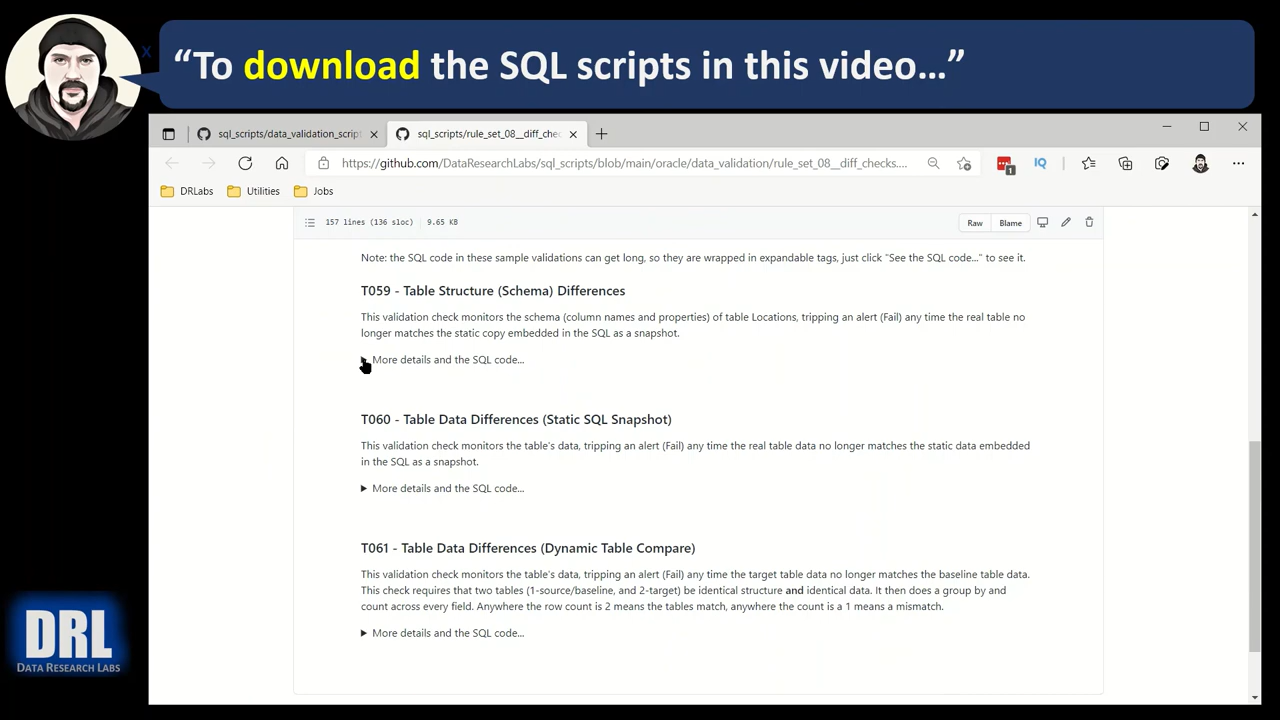 “To download the SQL scripts in this video...”
X
sql_scripts/data_validation_script
sql_scripts/rule_set_08__diff_chec
https://github.com/DataResearchLabs/sql_scripts/blob/main/oracle/data_validation/rule_set_08__diff_checks....
1
IQ
DRLabs
Utilities
Jobs
157 lines (136 sloc)
9.65 KB
Raw
Blame
Note: the SQL code in these sample validations can get long, so they are wrapped in expandable tags, just click "See the SQL code..." to see it.
T059 - Table Structure (Schema) Differences
This validation check monitors the schema (column names and properties) of table Locations, tripping an alert (Fail) any time the real table no
longer matches the static copy embedded in the SQL as a snapshot.
More details and the SQL code...
T060 - Table Data Differences (Static SQL Snapshot)
This validation check monitors the table's data, tripping an alert (Fail) any time the real table data no longer matches the static data embedded
in the SQL as a snapshot.
More details and the SQL code...
T061 - Table Data Differences (Dynamic Table Compare)
This validation check monitors the table's data, tripping an alert (Fail) any time the target table data no longer matches the baseline table data.
This check requires that two tables (1-source/baseline, and 2-target) be identical structure and identical data. It then does a group by and
count across every field. Anywhere the row count is 2 means the tables match, anywhere the count is a 1 means a mismatch.
More details and the SQL code...
DRL
DATA RESEARCH LABS